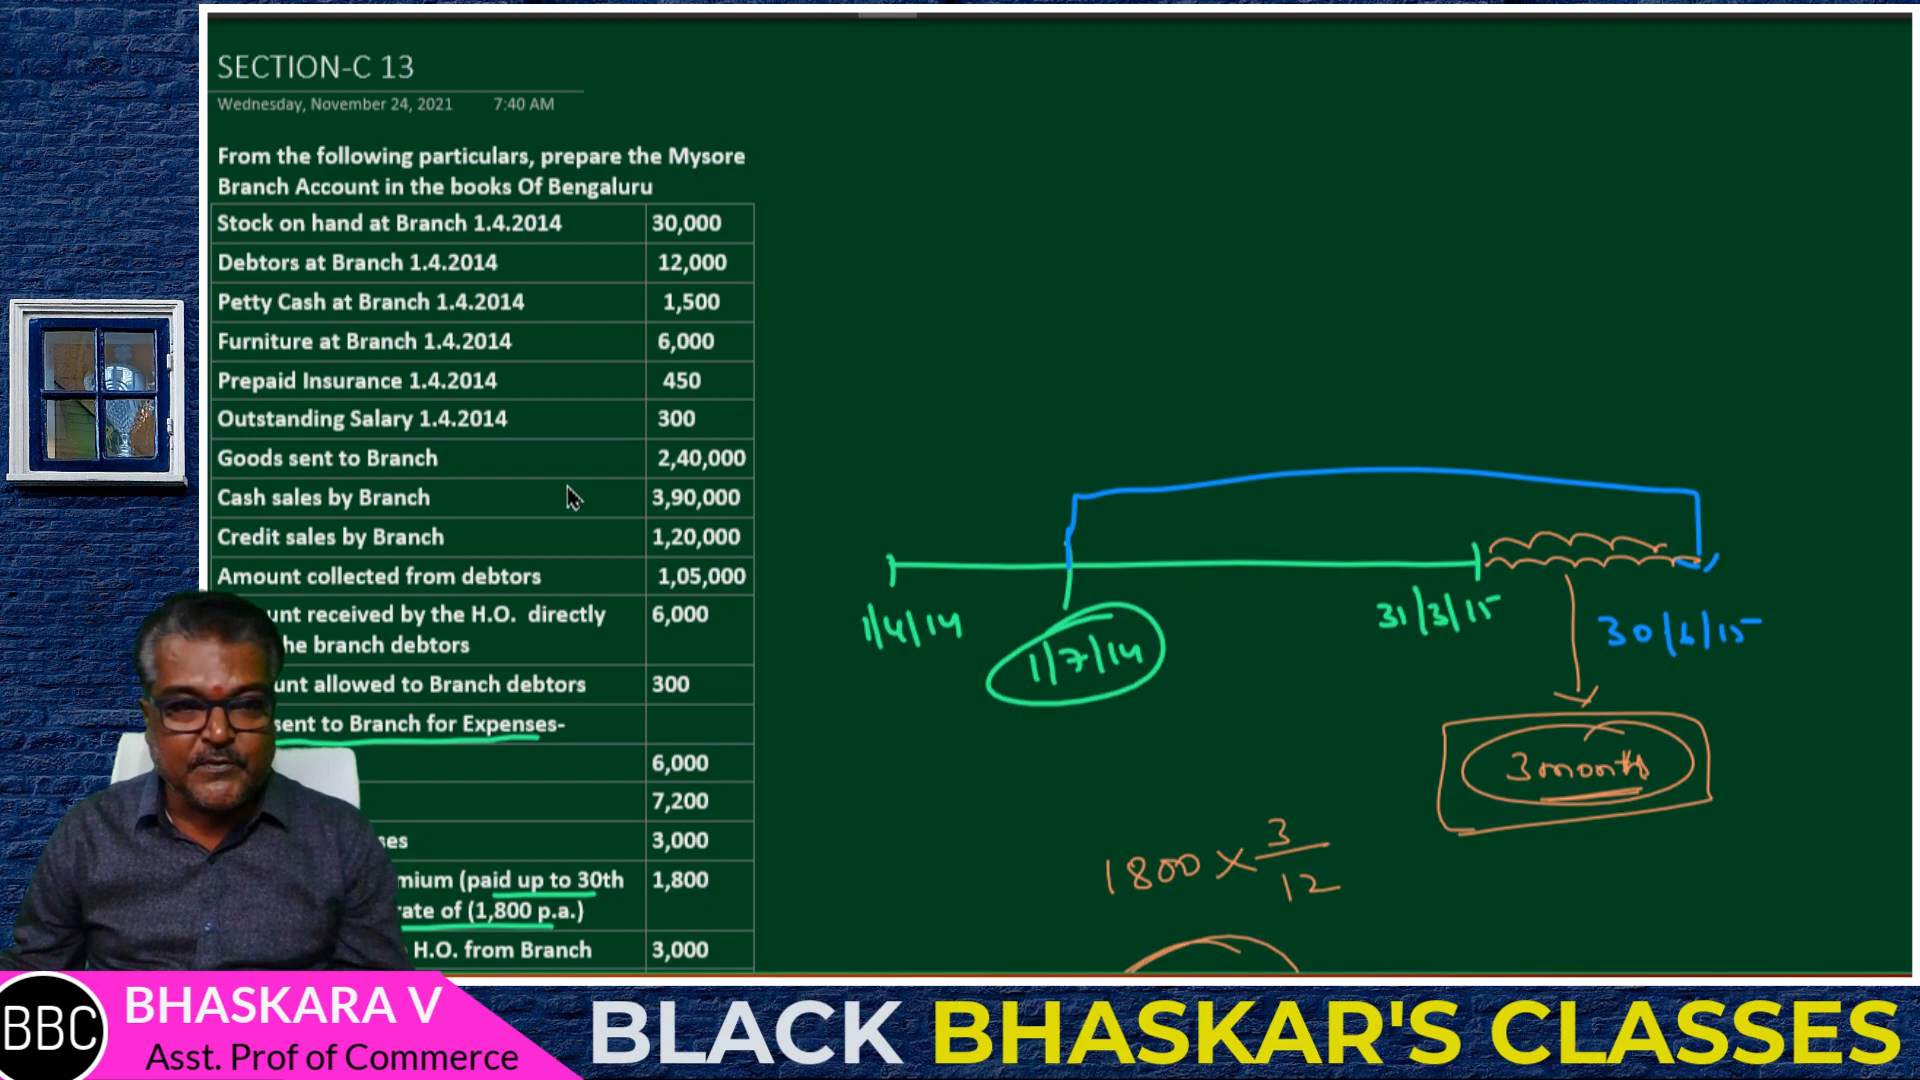 SECTION-C 13
Wednesday, November 24, 2021 7:40 AM
From the following particulars, prepare the Mysore
Branch Account in the books Of Bengaluru
Stock on hand at Branch 1.4.2014 30,000
Debtors at Branch 1.4.2014 12,000
Petty Cash at Branch 1.4.2014 1,500
Furniture at Branch 1.4.2014 6,000
Prepaid Insurance 1.4.2014 450
Outstanding Salary 1.4.2014 300
Goods sent to Branch 2,40,000
Cash sales by Branch 3,90,000
Credit sales by Branch 1,20,000
Amount collected from debtors 1,05,000
unt received by the H.O. directly 6,000
he branch debtors
unt allowed to Branch debtors 300
sent to Branch for Expenses-
6,000
7,200
ses 3,000
mium (paid up to 30th 1,800
rate of (1,800 p.a.)
H.O. from Branch 3,000
1/4/14
1/7/14
31/3/15
30/6/15
3 months
1800 × 3/12
BBC
BHASKARA V
Asst. Prof of Commerce
BLACK BHASKAR'S CLASSES